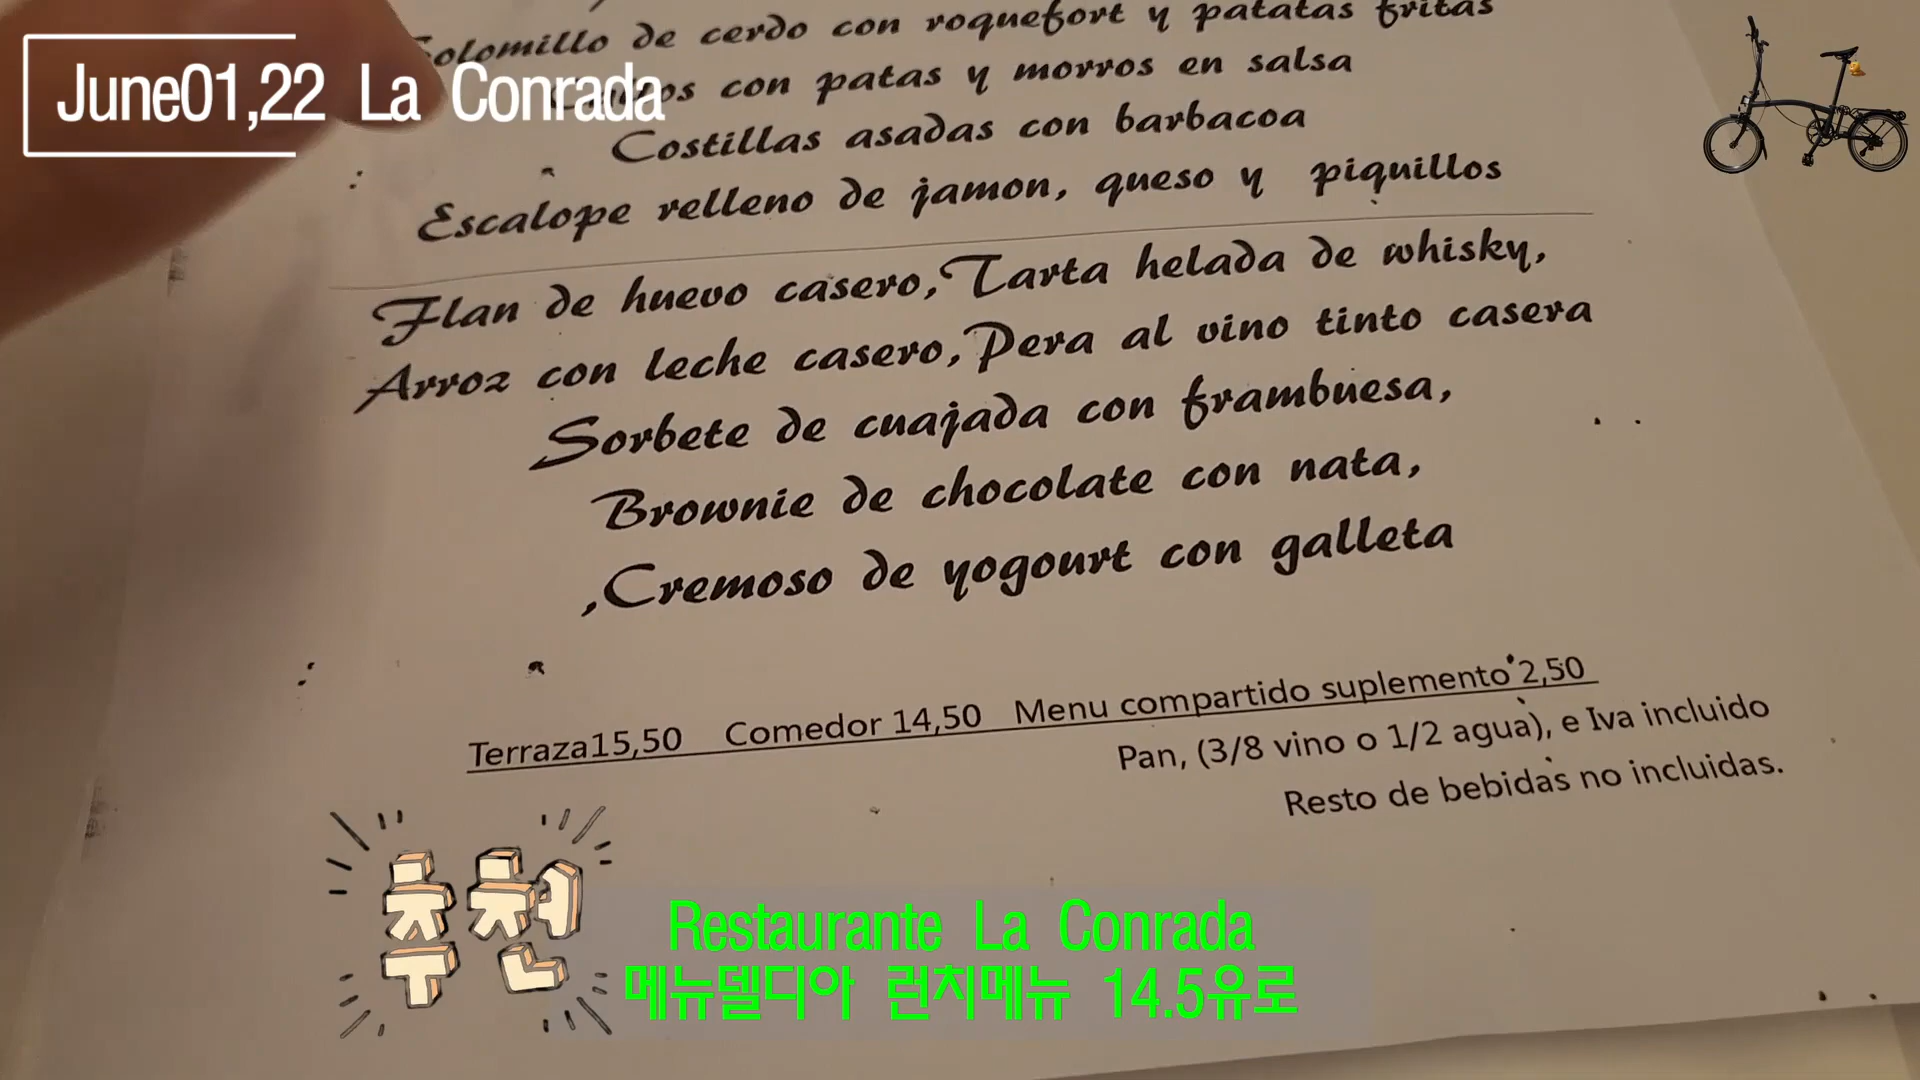 June01,22 La Conrada
Solomillo de cerdo con roquefort y patatas fritas
con patas y morros en salsa
Costillas asadas con barbacoa
Escalope relleno de jamon, queso y piquillos
Flan de huevo casero, Tarta helada de whisky,
Arroz con leche casero, Pera al vino tinto casera
Sorbete de cuajada con frambuesa,
Brownie de chocolate con nata,
,Cremoso de yogourt con galleta
Terraza15,50 Comedor 14,50 Menu compartido suplemento 2,50
Pan, (3/8 vino o 1/2 agua), e Iva incluido
Resto de bebidas no incluidas.
추천
Restaurante La Conrada
메뉴델디아 런치메뉴 14.5유로